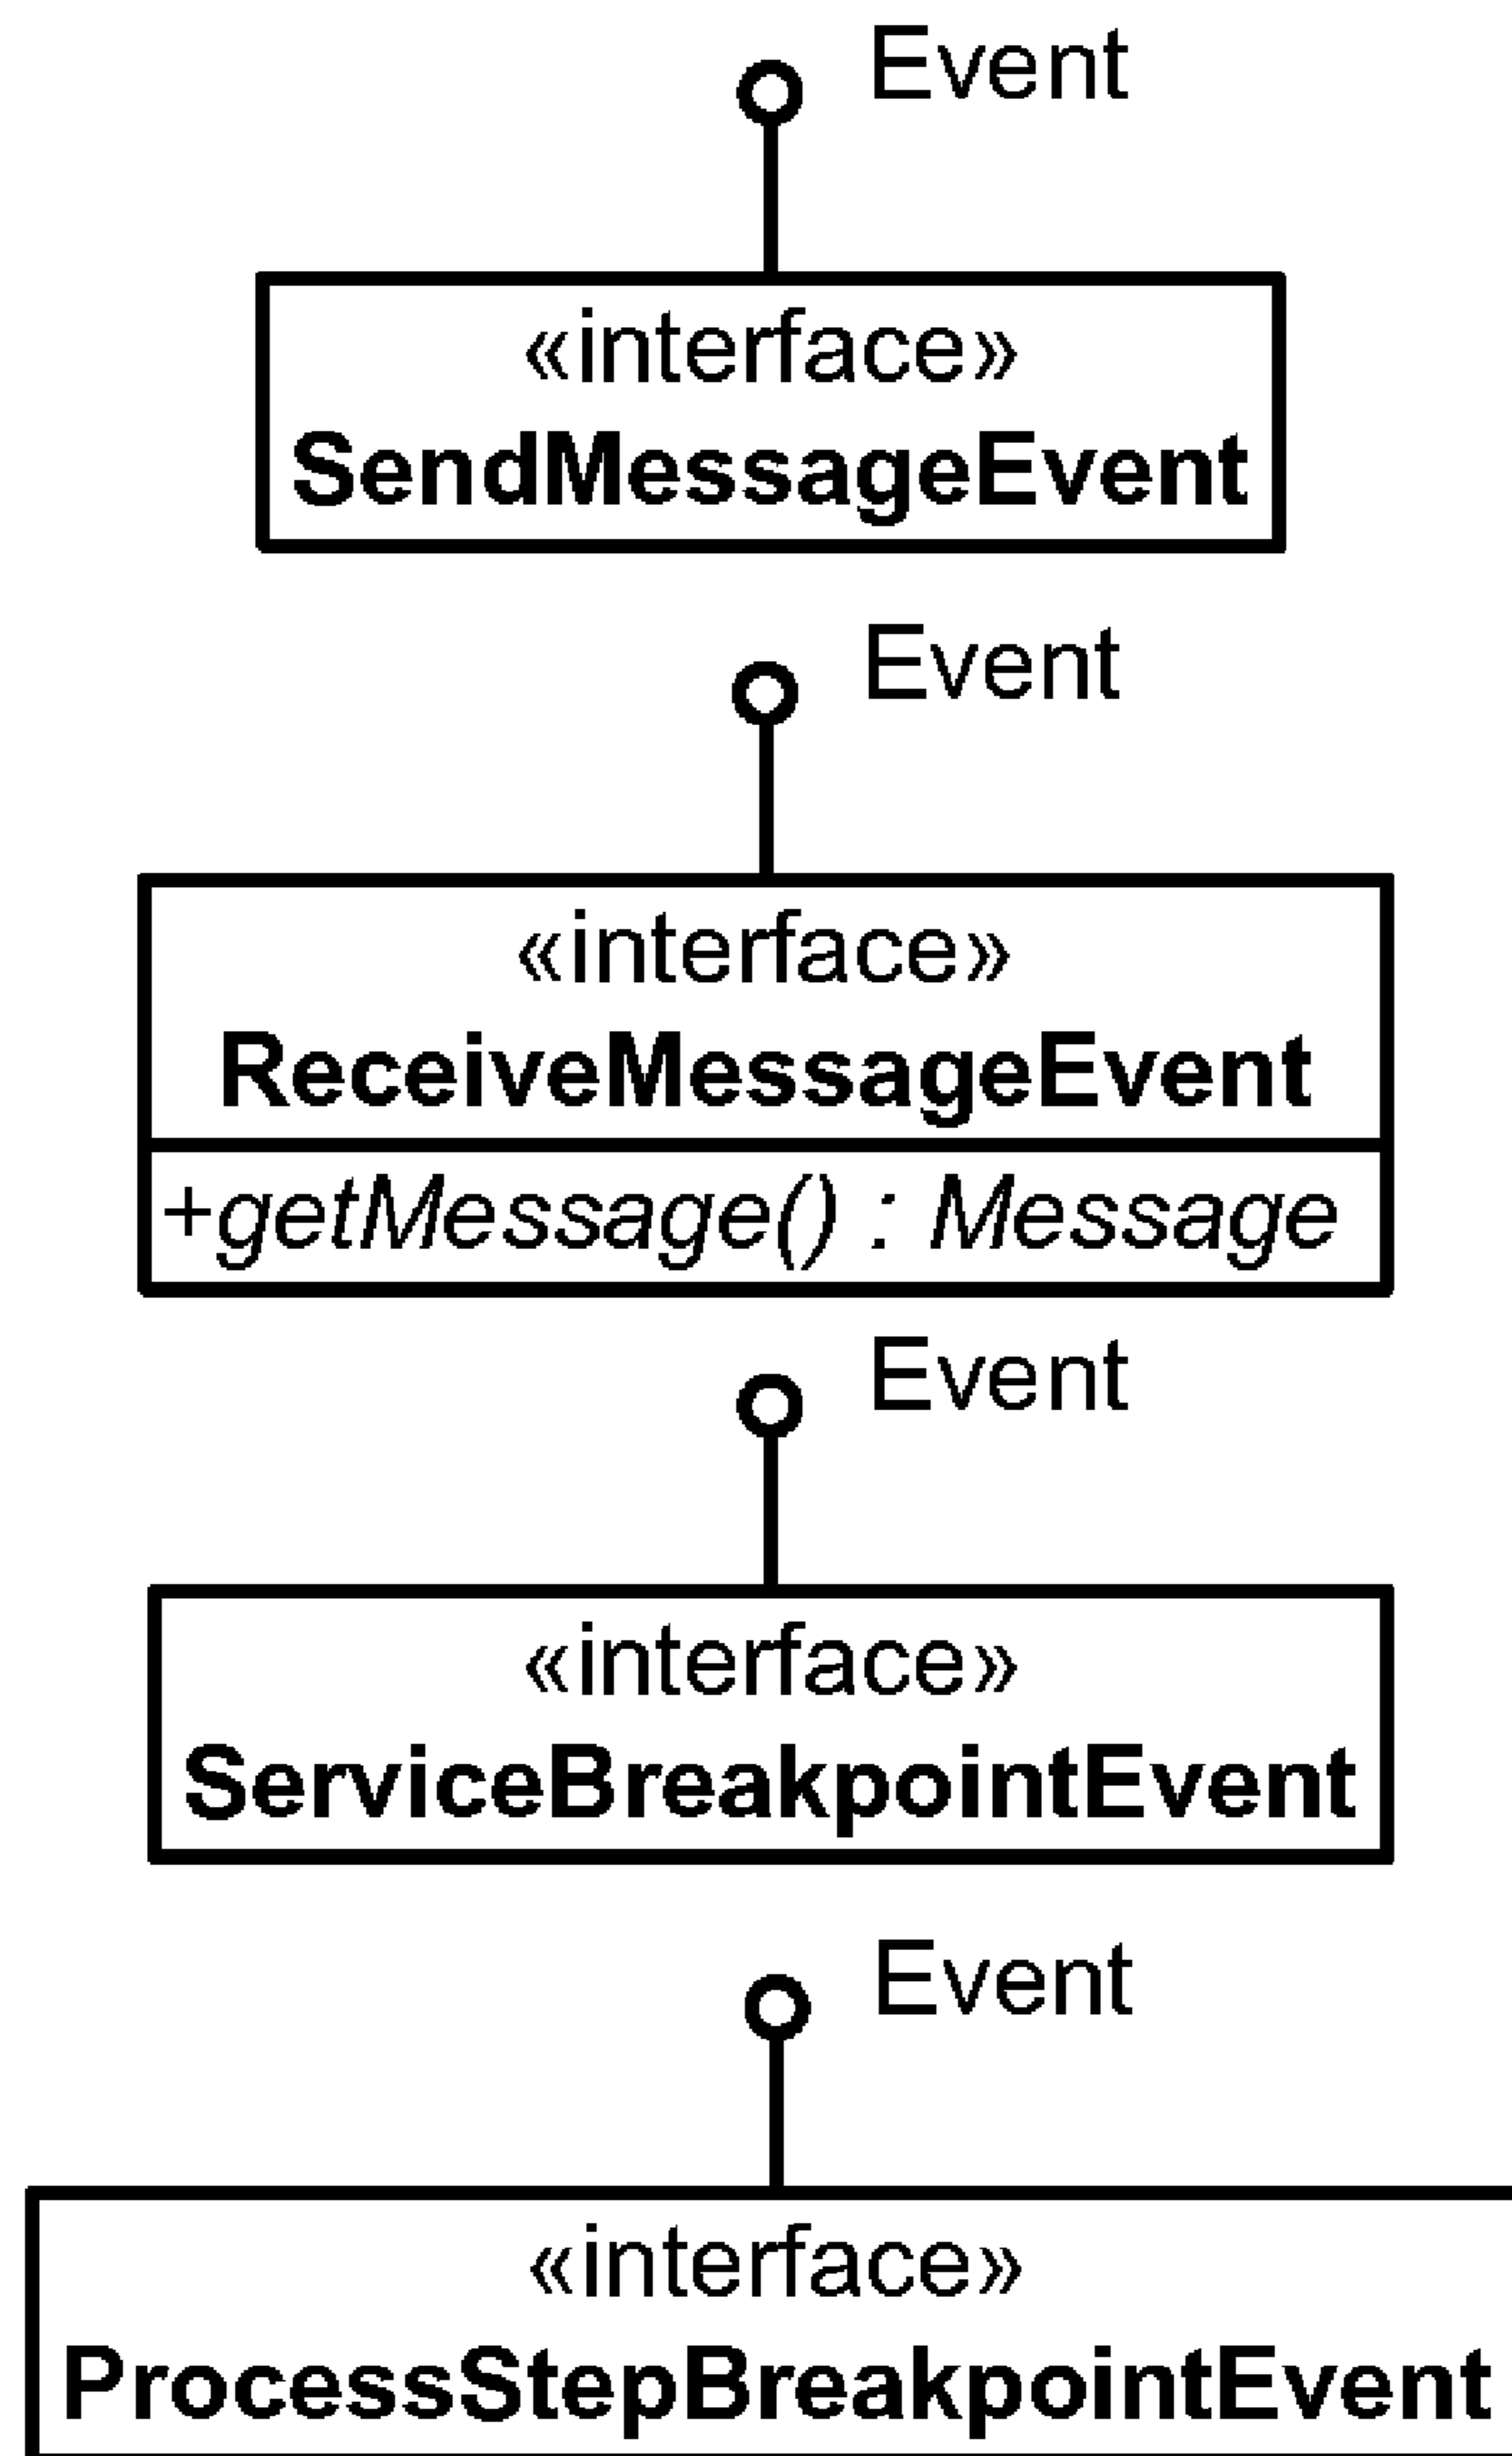 Event
«interface»
SendMessageEvent
Event
«interface»
ReceiveMessageEvent
+getMessage() : Message
Event
«interface»
ServiceBreakpointEvent
Event
«interface»
ProcessStepBreakpointEvent